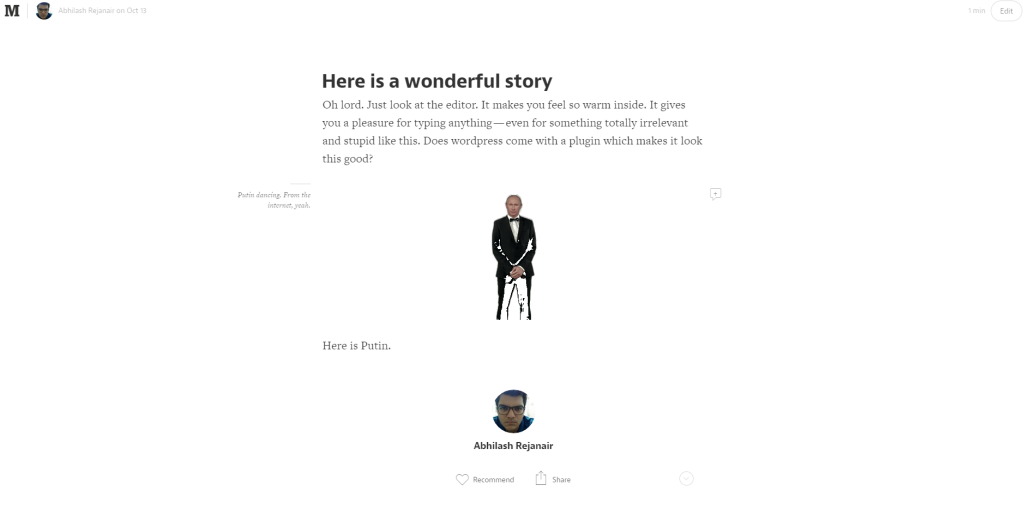 M
Abhilash Rejanair on Oct 13
1 min
Edit
Here is a wonderful story
Oh lord. Just look at the editor. It makes you feel so warm inside. It gives
you a pleasure for typing anything — even for something totally irrelevant
and stupid like this. Does wordpress come with a plugin which makes it look
this good?
Putin dancing. From the
internet, yeah.
+
Here is Putin.
Abhilash Rejanair
Recommend
Share